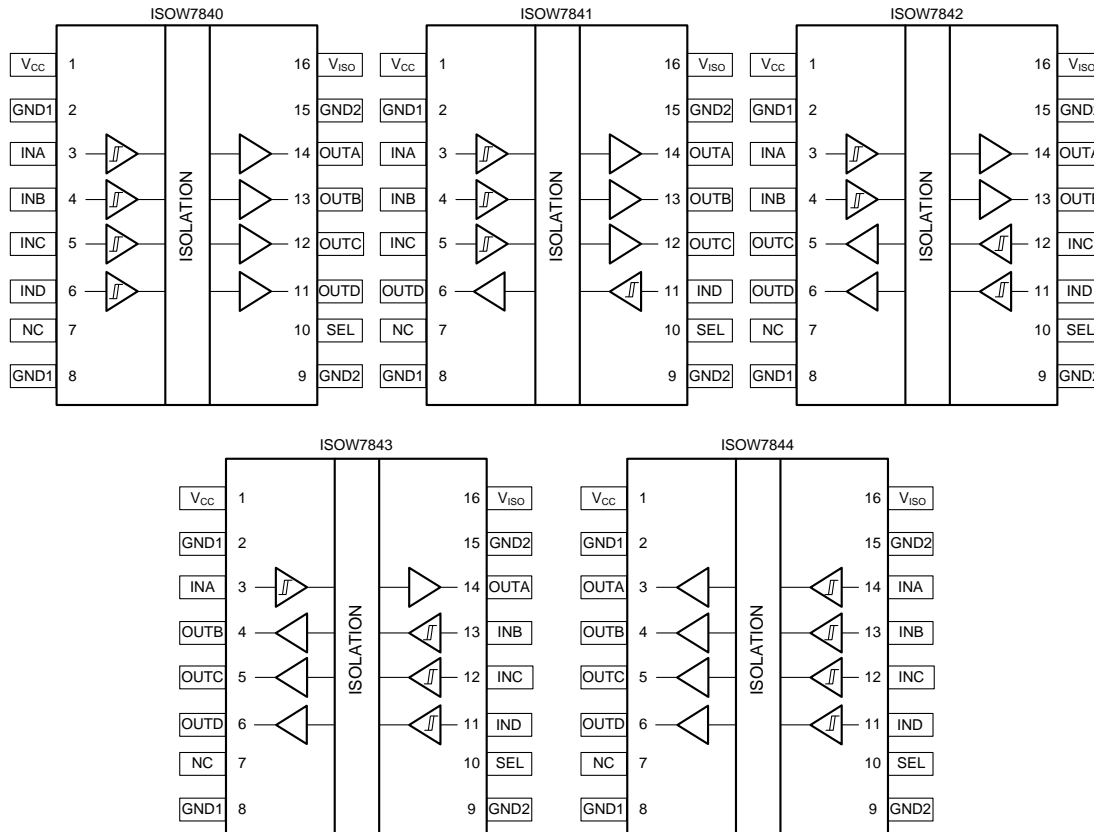 ISOW7840
VCC 1 16 VISO
GND1 2 15 GND2
INA 3 14 OUTA
INB 4 13 OUTB
INC 5 12 OUTC
IND 6 11 OUTD
NC 7 10 SEL
GND1 8 9 GND2
ISOLATION
ISOW7841
VCC 1 16 VISO
GND1 2 15 GND2
INA 3 14 OUTA
INB 4 13 OUTB
INC 5 12 OUTC
OUTD 6 11 IND
NC 7 10 SEL
GND1 8 9 GND2
ISOLATION
ISOW7842
VCC 1 16 VISO
GND1 2 15 GND2
INA 3 14 OUTA
INB 4 13 OUTB
OUTC 5 12 INC
OUTD 6 11 IND
NC 7 10 SEL
GND1 8 9 GND2
ISOLATION
ISOW7843
VCC 1 16 VISO
GND1 2 15 GND2
INA 3 14 OUTA
OUTB 4 13 INB
OUTC 5 12 INC
OUTD 6 11 IND
NC 7 10 SEL
GND1 8 9 GND2
ISOLATION
ISOW7844
VCC 1 16 VISO
GND1 2 15 GND2
OUTA 3 14 INA
OUTB 4 13 INB
OUTC 5 12 INC
OUTD 6 11 IND
NC 7 10 SEL
GND1 8 9 GND2
ISOLATION